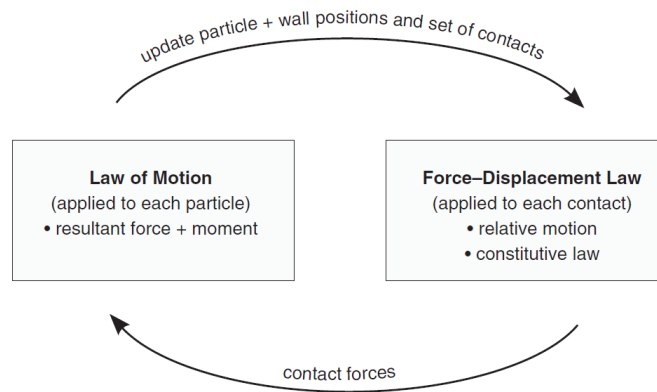 update particle + wall positions and set of contacts
Law of Motion
(applied to each particle)
• resultant force + moment
Force–Displacement Law
(applied to each contact)
• relative motion
• constitutive law
contact forces